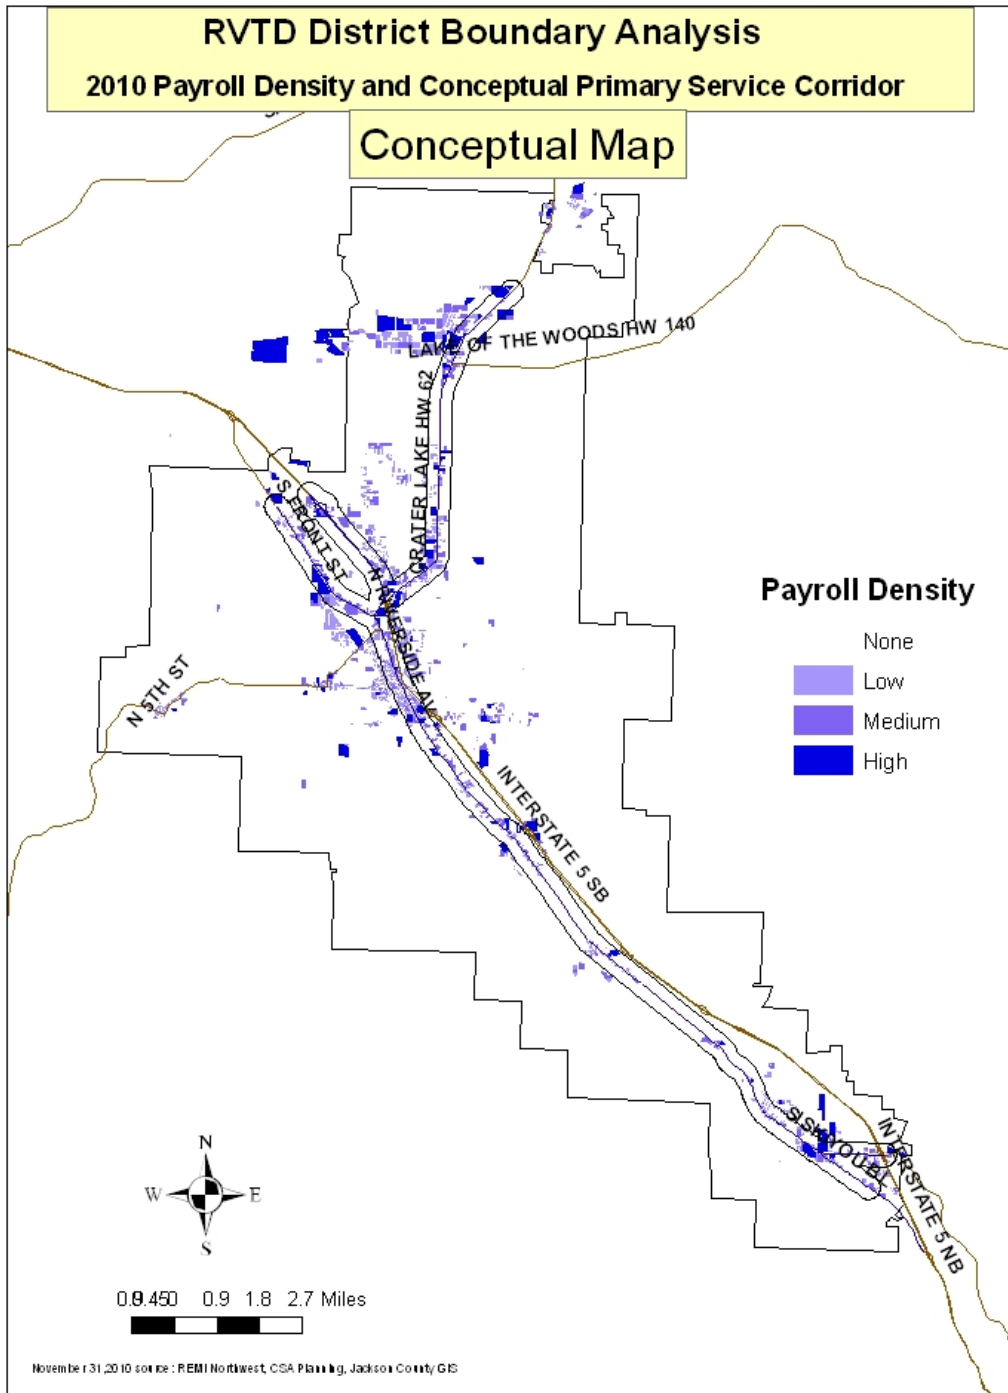 RVTD District Boundary Analysis
2010 Payroll Density and Conceptual Primary Service Corridor
Conceptual Map
LAKE OF THE WOODS/HW 140
CRATER LAKE HW 62
S FRONT ST
N RIVERSIDE AV
N 5TH ST
INTERSTATE 5 SB
Payroll Density
None
Low
Medium
High
SISKIYOU BL
INTERSTATE 5 NB
N
W E
S
0.9 1.8 2.7 Miles
November 31,2010 source: REMI Northwest, CSA Planning, Jackson County GIS